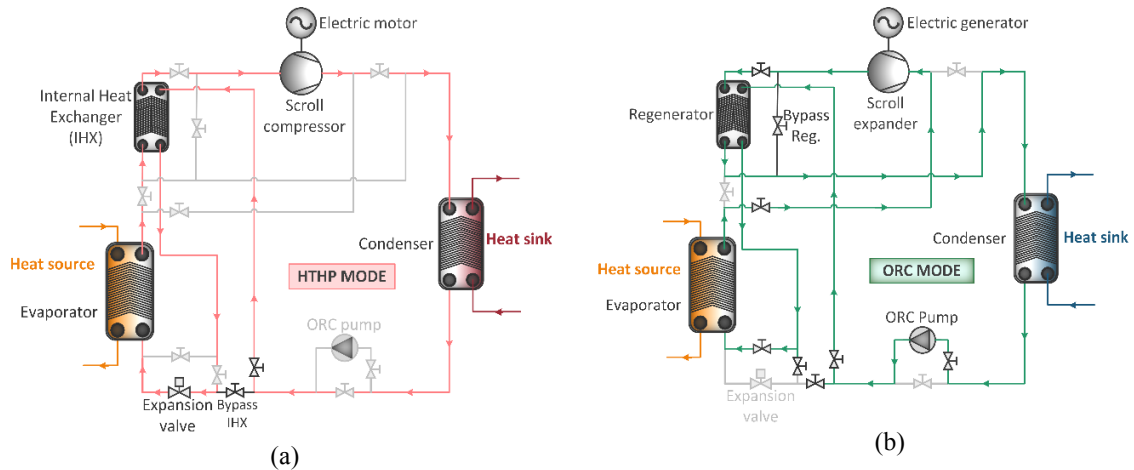 Electric motor
Internal Heat
Exchanger
(IHX)
Scroll
compressor
Condenser
Heat sink
Heat source
HTHP MODE
Evaporator
ORC pump
Expansion
valve
Bypass
IHX
(a)
Electric generator
Regenerator
Bypass
Reg.
Scroll
expander
Condenser
Heat sink
Heat source
ORC MODE
Evaporator
ORC Pump
Expansion
valve
(b)